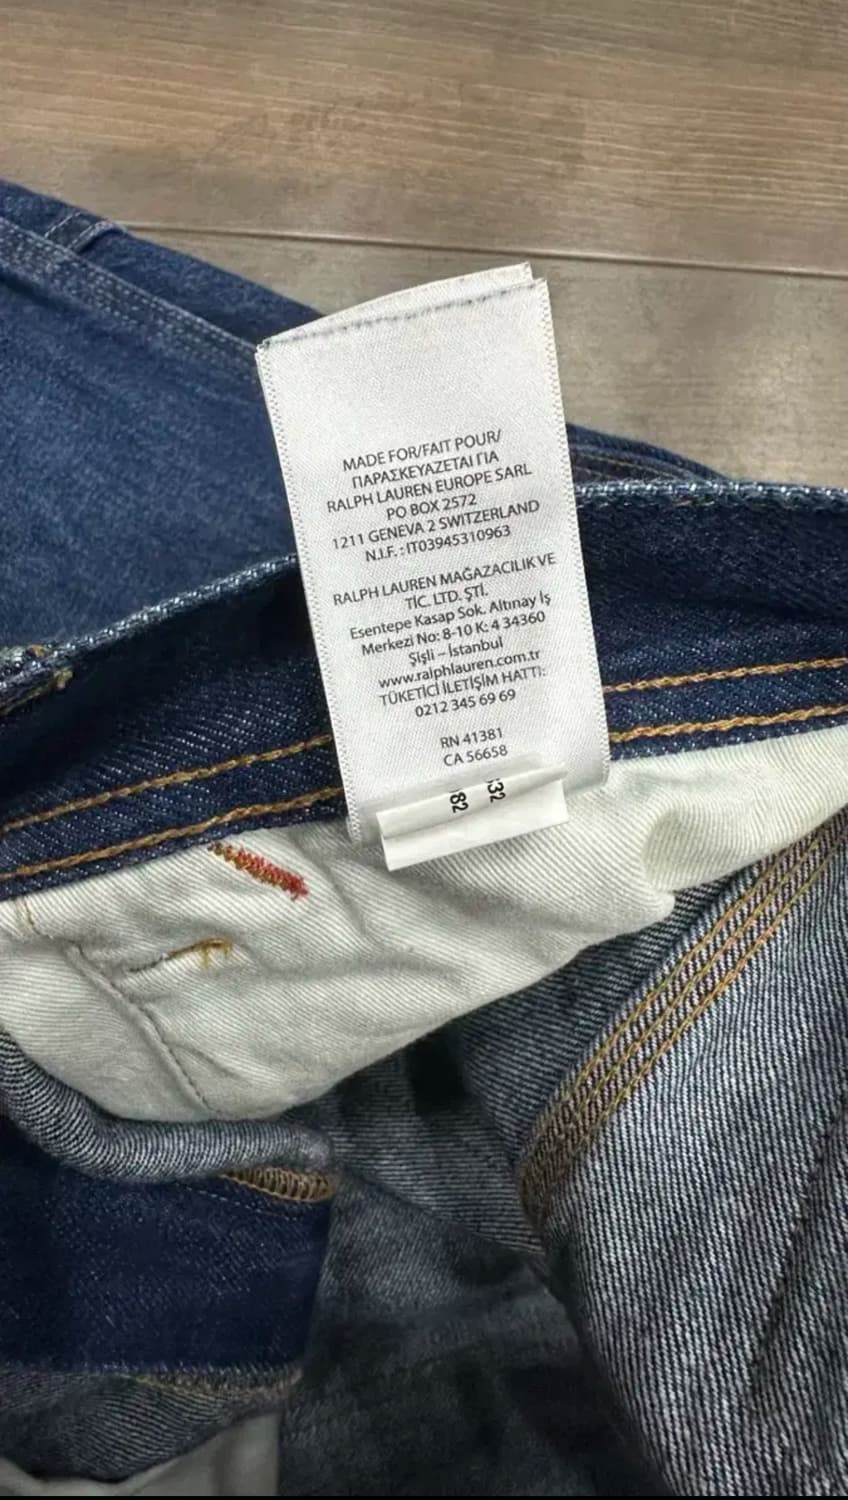 MADE FOR/FAIT POUR/
ΠΑΡΑΣΚΕΥΑΖΕΤΑΙ ΓΙΑ
RALPH LAUREN EUROPE SARL
PO BOX 2572
1211 GENEVA 2 SWITZERLAND
N.I.F. : IT03945310963
RALPH LAUREN MAĞAZACILIK VE
TİC. LTD. ŞTİ.
Esentepe Kasap Sok. Altınay İş
Merkezi No: 8-10 K: 4 34360
Şişli – İstanbul
www.ralphlauren.com.tr
TÜKETİCİ İLETİŞİM HATTI:
0212 345 69 69
RN 41381
CA 56658